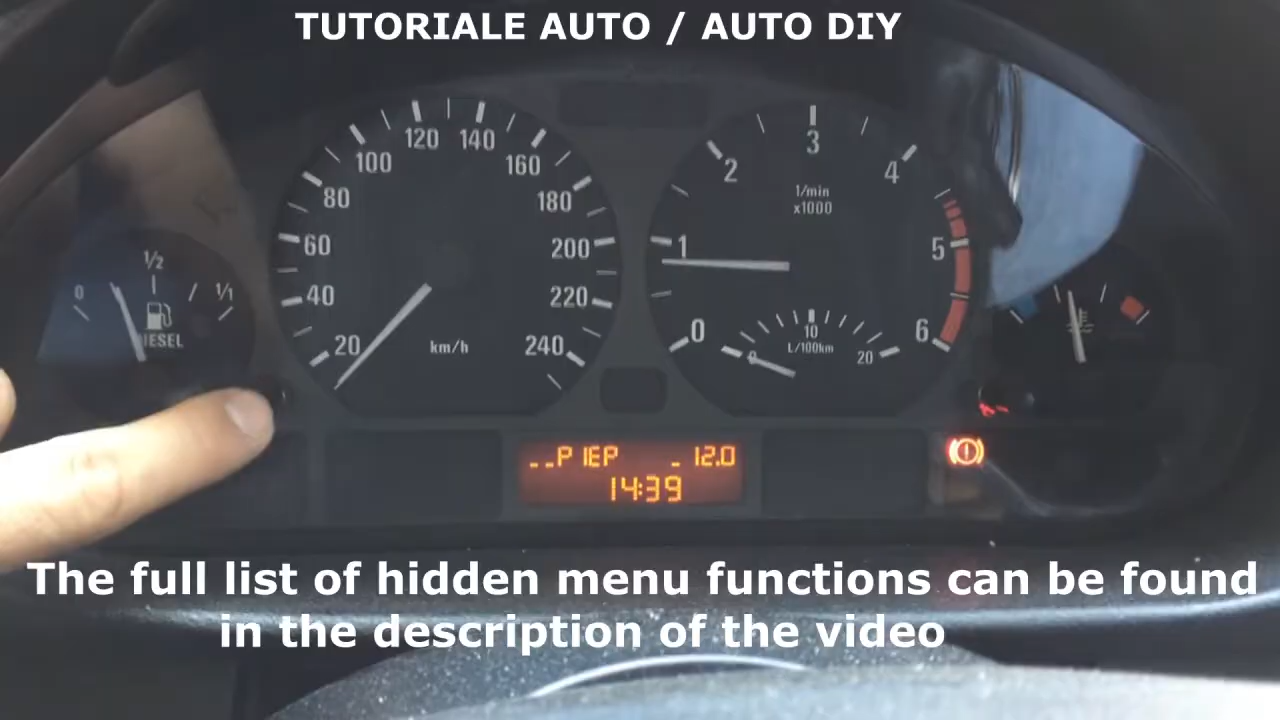 TUTORIALE AUTO / AUTO DIY
120 140
100 160
80 180
60 200
40 220
20 km/h 240
3
2 4
1/min
x1000
1 5
0 6
10
0 L/100km 20
1/2
0 1/1
DIESEL
__PIEP _ 12.0
14:39
The full list of hidden menu functions can be found
in the description of the video